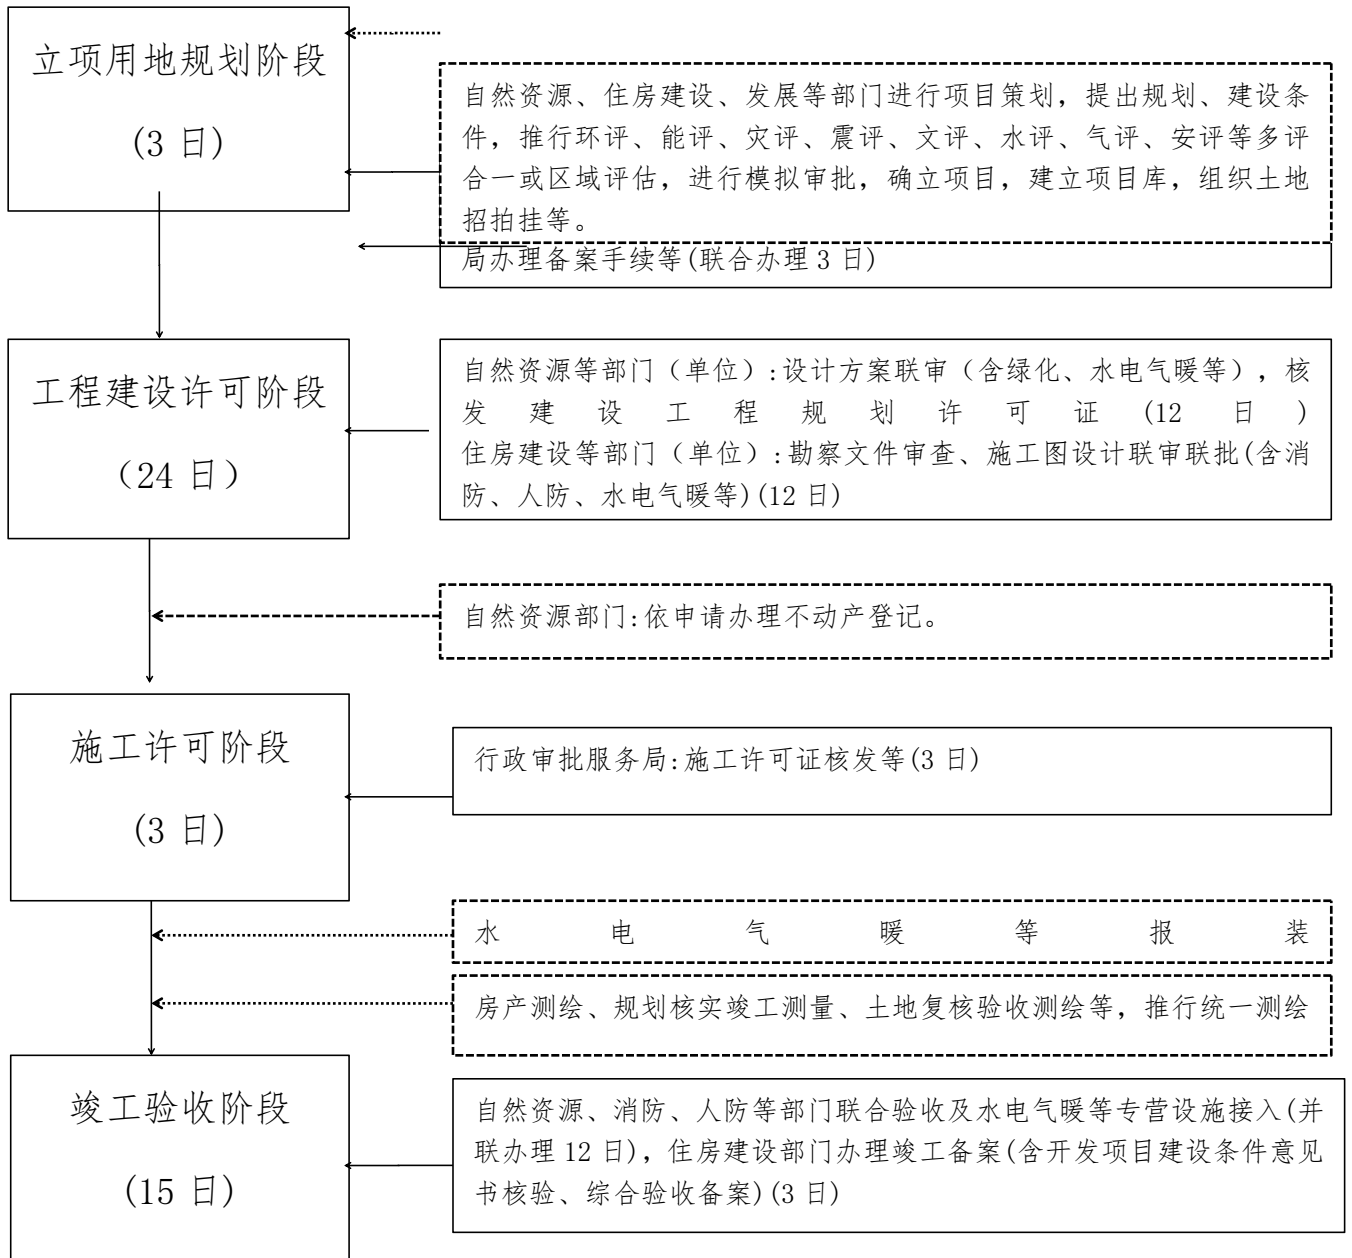 立项用地规划阶段
(3 日)
自然资源、住房建设、发展等部门进行项目策划，提出规划、建设条
件，推行环评、能评、灾评、震评、文评、水评、气评、安评等多评
合一或区域评估，进行模拟审批，确立项目，建立项目库，组织土地
招拍挂等。
局办理备案手续等(联合办理 3 日)
工程建设许可阶段
（24 日）
自然资源等部门（单位）:设计方案联审（含绿化、水电气暖等），核
发建设工程规划许可证(12 日)
住房建设等部门（单位）:勘察文件审查、施工图设计联审联批(含消
防、人防、水电气暖等)(12 日)
自然资源部门:依申请办理不动产登记。
施工许可阶段
(3 日)
行政审批服务局:施工许可证核发等(3 日)
水电气暖等报装
房产测绘、规划核实竣工测量、土地复核验收测绘等，推行统一测绘
竣工验收阶段
(15 日)
自然资源、消防、人防等部门联合验收及水电气暖等专营设施接入(并
联办理 12 日)，住房建设部门办理竣工备案(含开发项目建设条件意见
书核验、综合验收备案)(3 日)